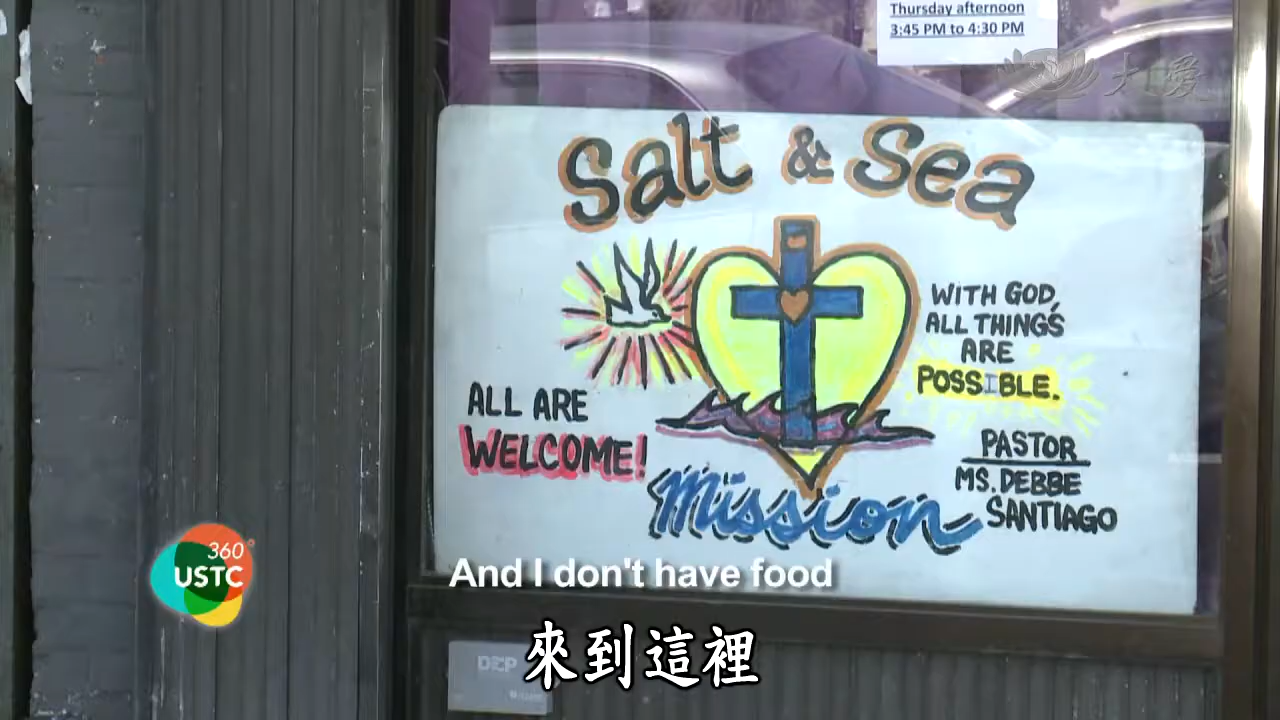 Thursday afternoon
3:45 PM to 4:30 PM
大愛
Salt & Sea
WITH GOD,
ALL THINGS
ARE
POSSIBLE.
ALL ARE
WELCOME!
PASTOR
MS. DEBBE
SANTIAGO
Mission
360°
USTC
And I don't have food
DEP
來到這裡